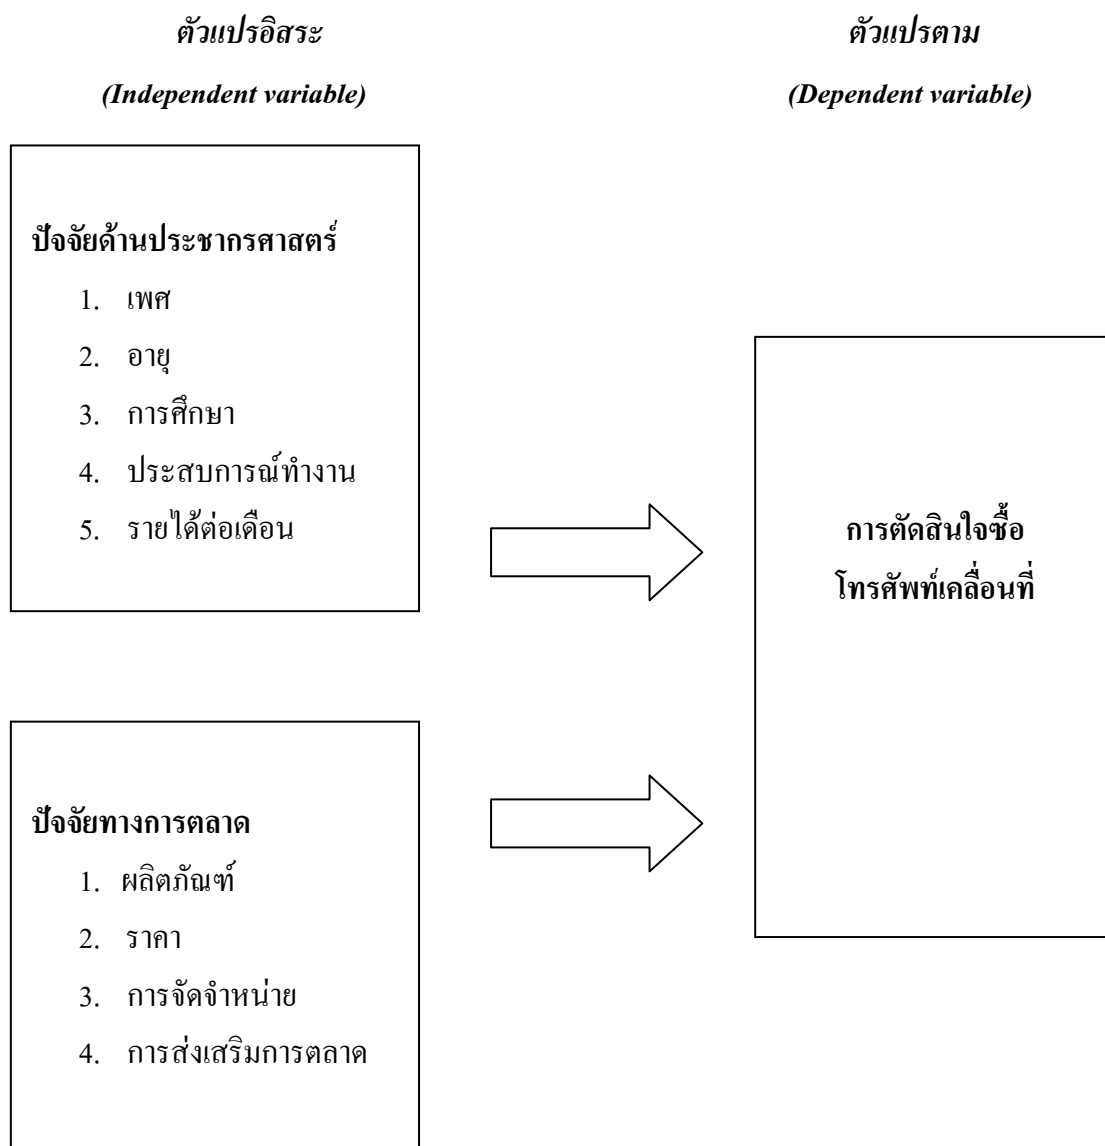 ตัวแปรอิสระ
(Independent variable)
ตัวแปรตาม
(Dependent variable)
ปัจจัยด้านประชากรศาสตร์
1. เพศ
2. อายุ
3. การศึกษา
4. ประสบการณ์ทำงาน
5. รายได้ต่อเดือน
ปัจจัยทางการตลาด
1. ผลิตภัณฑ์
2. ราคา
3. การจัดจำหน่าย
4. การส่งเสริมการตลาด
การตัดสินใจซื้อ
โทรศัพท์เคลื่อนที่